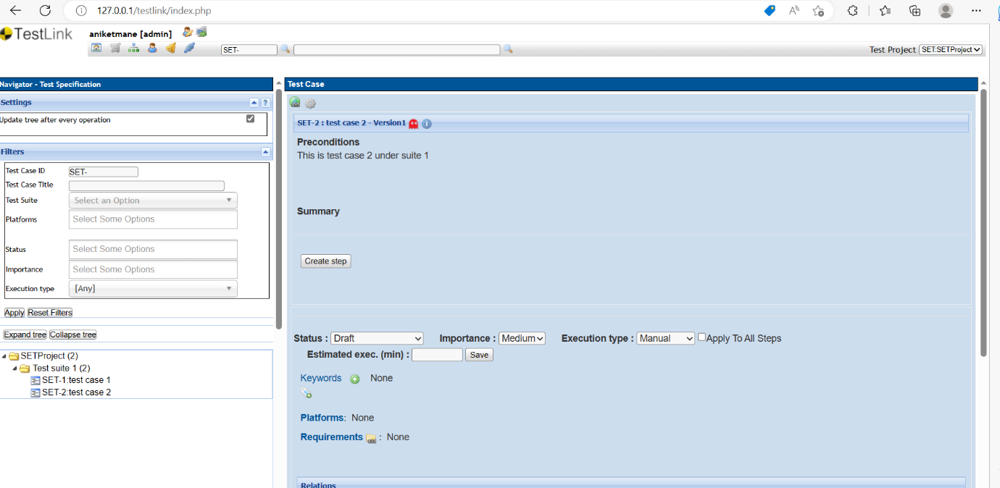 127.0.0.1/testlink/index.php
TestLink
aniketmane [admin]
SET-
Test Project SET:SETProject
Navigator - Test Specification
Settings
?
Update tree after every operation
Filters
Test Case ID SET-
Test Case Title
Test Suite Select an Option
Platforms Select Some Options
Status Select Some Options
Importance Select Some Options
Execution type [Any]
Apply Reset Filters
Expand tree Collapse tree
SETProject (2)
Test suite 1 (2)
SET-1:test case 1
SET-2:test case 2
Test Case
SET-2 : test case 2 - Version1
Preconditions
This is test case 2 under suite 1
Summary
Create step
Status : Draft Importance : Medium Execution type : Manual Apply To All Steps
Estimated exec. (min) : Save
Keywords None
Platforms: None
Requirements : None
Relations